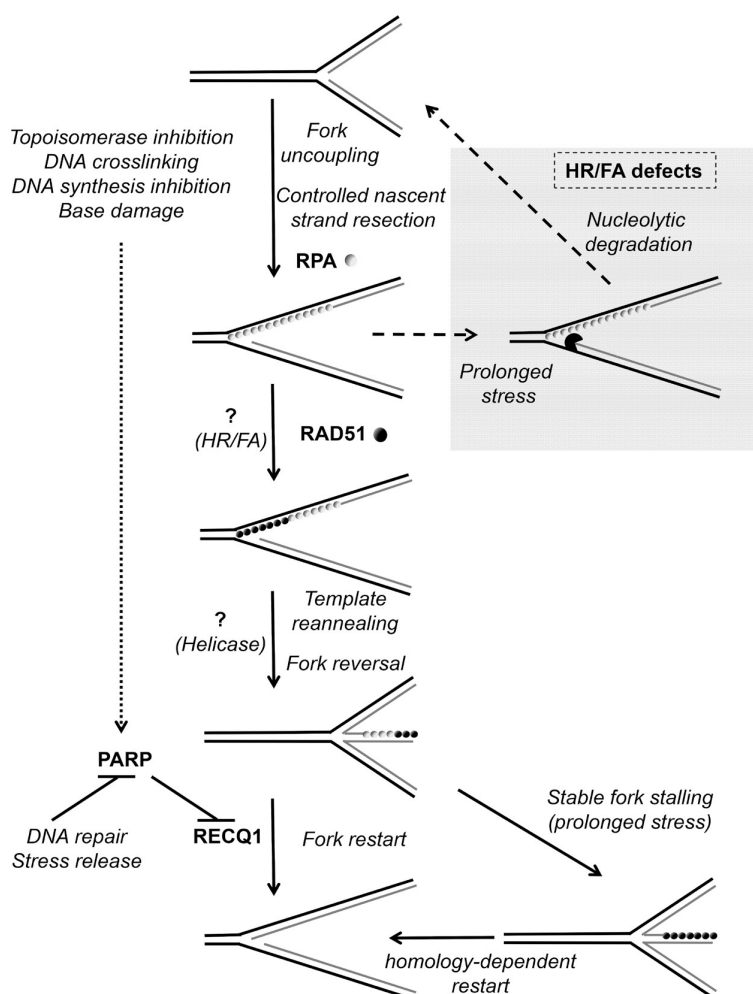 Topoisomerase inhibition
DNA crosslinking
DNA synthesis inhibition
Base damage
Fork
uncoupling
Controlled nascent
strand resection
RPA
HR/FA defects
Nucleolytic
degradation
Prolonged
stress
?
(HR/FA)
RAD51
?
(Helicase)
Template
reannealing
Fork reversal
PARP
DNA repair
Stress release
RECQ1
Fork restart
Stable fork stalling
(prolonged stress)
homology-dependent
restart